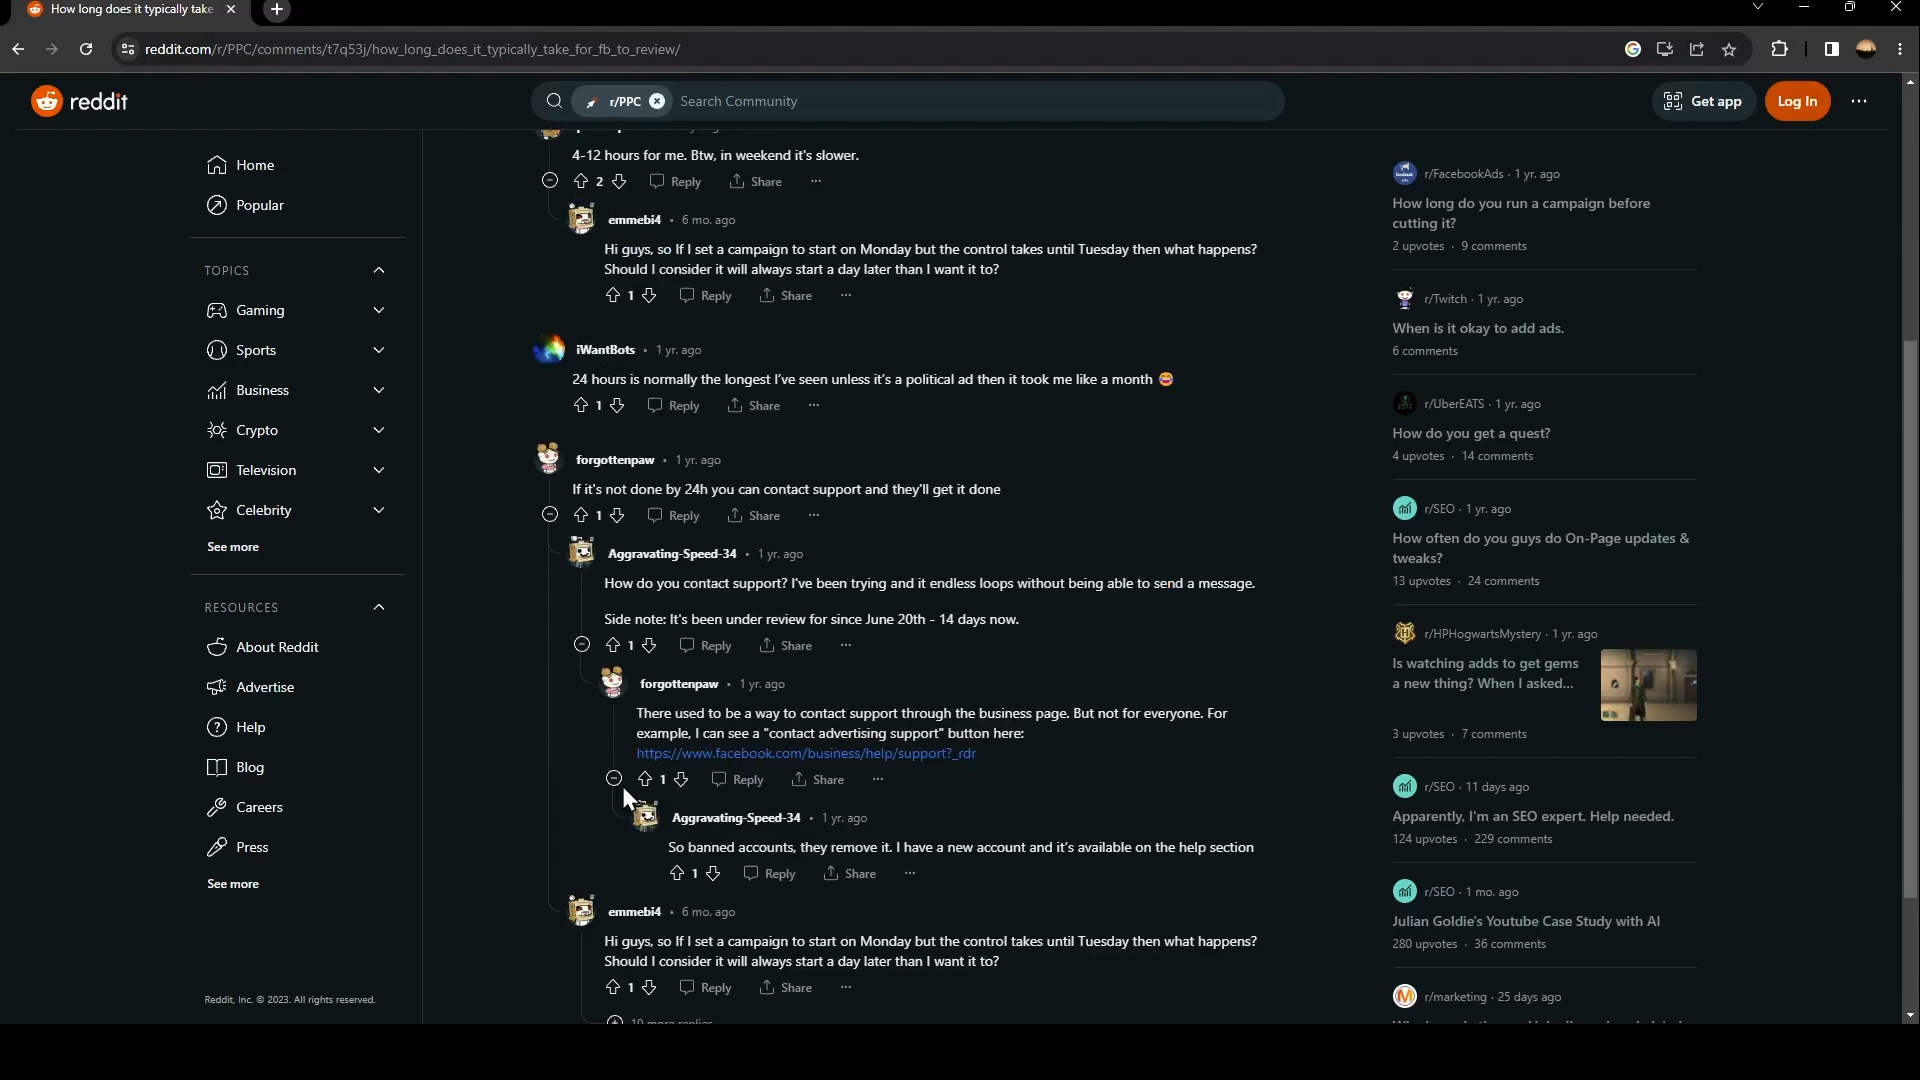 How long does it typically take
reddit.com/r/PPC/comments/t7q53j/how_long_does_it_typically_take_for_fb_to_review/
reddit
r/PPC
Search Community
Get app
Log In
Home
Popular
TOPICS
Gaming
Sports
Business
Crypto
Television
Celebrity
See more
RESOURCES
About Reddit
Advertise
Help
Blog
Careers
Press
See more
Reddit, Inc. © 2023. All rights reserved.
4-12 hours for me. Btw, in weekend it's slower.
2 Reply Share ...
emmebi4 • 6 mo. ago
Hi guys, so If I set a campaign to start on Monday but the control takes until Tuesday then what happens?
Should I consider it will always start a day later than I want it to?
1 Reply Share ...
iWantBots • 1 yr. ago
24 hours is normally the longest I've seen unless it's a political ad then it took me like a month 😂
1 Reply Share ...
forgottenpaw • 1 yr. ago
If it's not done by 24h you can contact support and they'll get it done
1 Reply Share ...
Aggravating-Speed-34 • 1 yr. ago
How do you contact support? I've been trying and it endless loops without being able to send a message.
Side note: It's been under review for since June 20th - 14 days now.
1 Reply Share ...
forgottenpaw • 1 yr. ago
There used to be a way to contact support through the business page. But not for everyone. For
example, I can see a "contact advertising support" button here:
https://www.facebook.com/business/help/support?_rdr
1 Reply Share ...
Aggravating-Speed-34 • 1 yr. ago
So banned accounts, they remove it. I have a new account and it's available on the help section
1 Reply Share ...
emmebi4 • 6 mo. ago
Hi guys, so If I set a campaign to start on Monday but the control takes until Tuesday then what happens?
Should I consider it will always start a day later than I want it to?
1 Reply Share ...
10 more replies
r/FacebookAds · 1 yr. ago
How long do you run a campaign before
cutting it?
2 upvotes · 9 comments
r/Twitch · 1 yr. ago
When is it okay to add ads.
6 comments
r/UberEATS · 1 yr. ago
How do you get a quest?
4 upvotes · 14 comments
r/SEO · 1 yr. ago
How often do you guys do On-Page updates &
tweaks?
13 upvotes · 24 comments
r/HPHogwartsMystery · 1 yr. ago
Is watching adds to get gems
a new thing? When I asked...
3 upvotes · 7 comments
r/SEO · 11 days ago
Apparently, I'm an SEO expert. Help needed.
124 upvotes · 229 comments
r/SEO · 1 mo. ago
Julian Goldie's Youtube Case Study with AI
280 upvotes · 36 comments
r/marketing · 25 days ago